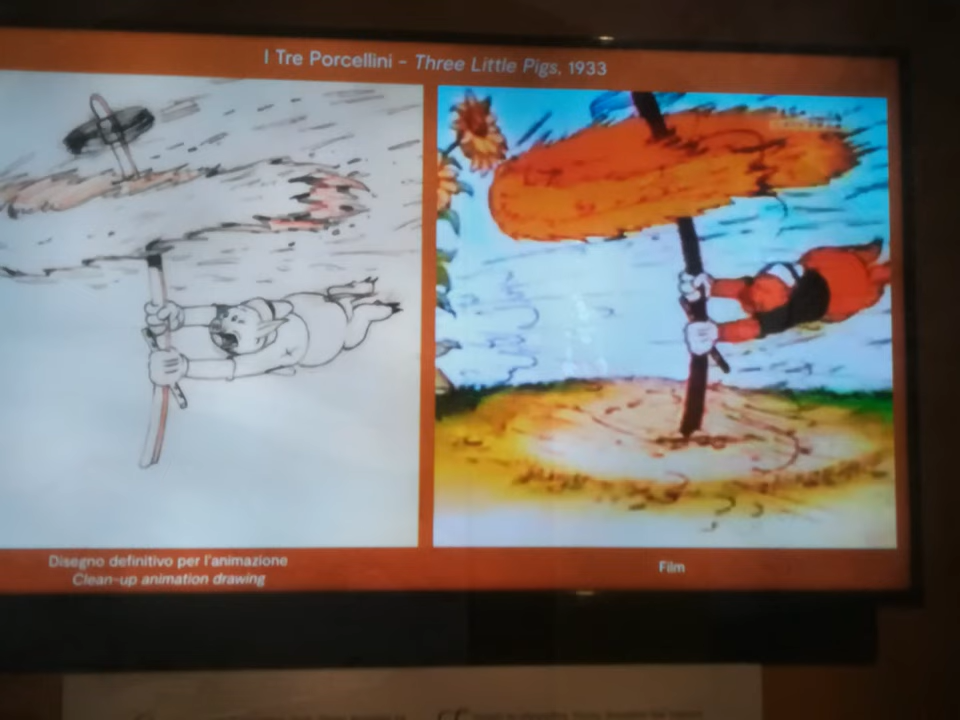 I Tre Porcellini – Three Little Pigs, 1933
Disegno definitivo per l'animazione
Clean-up animation drawing
Film